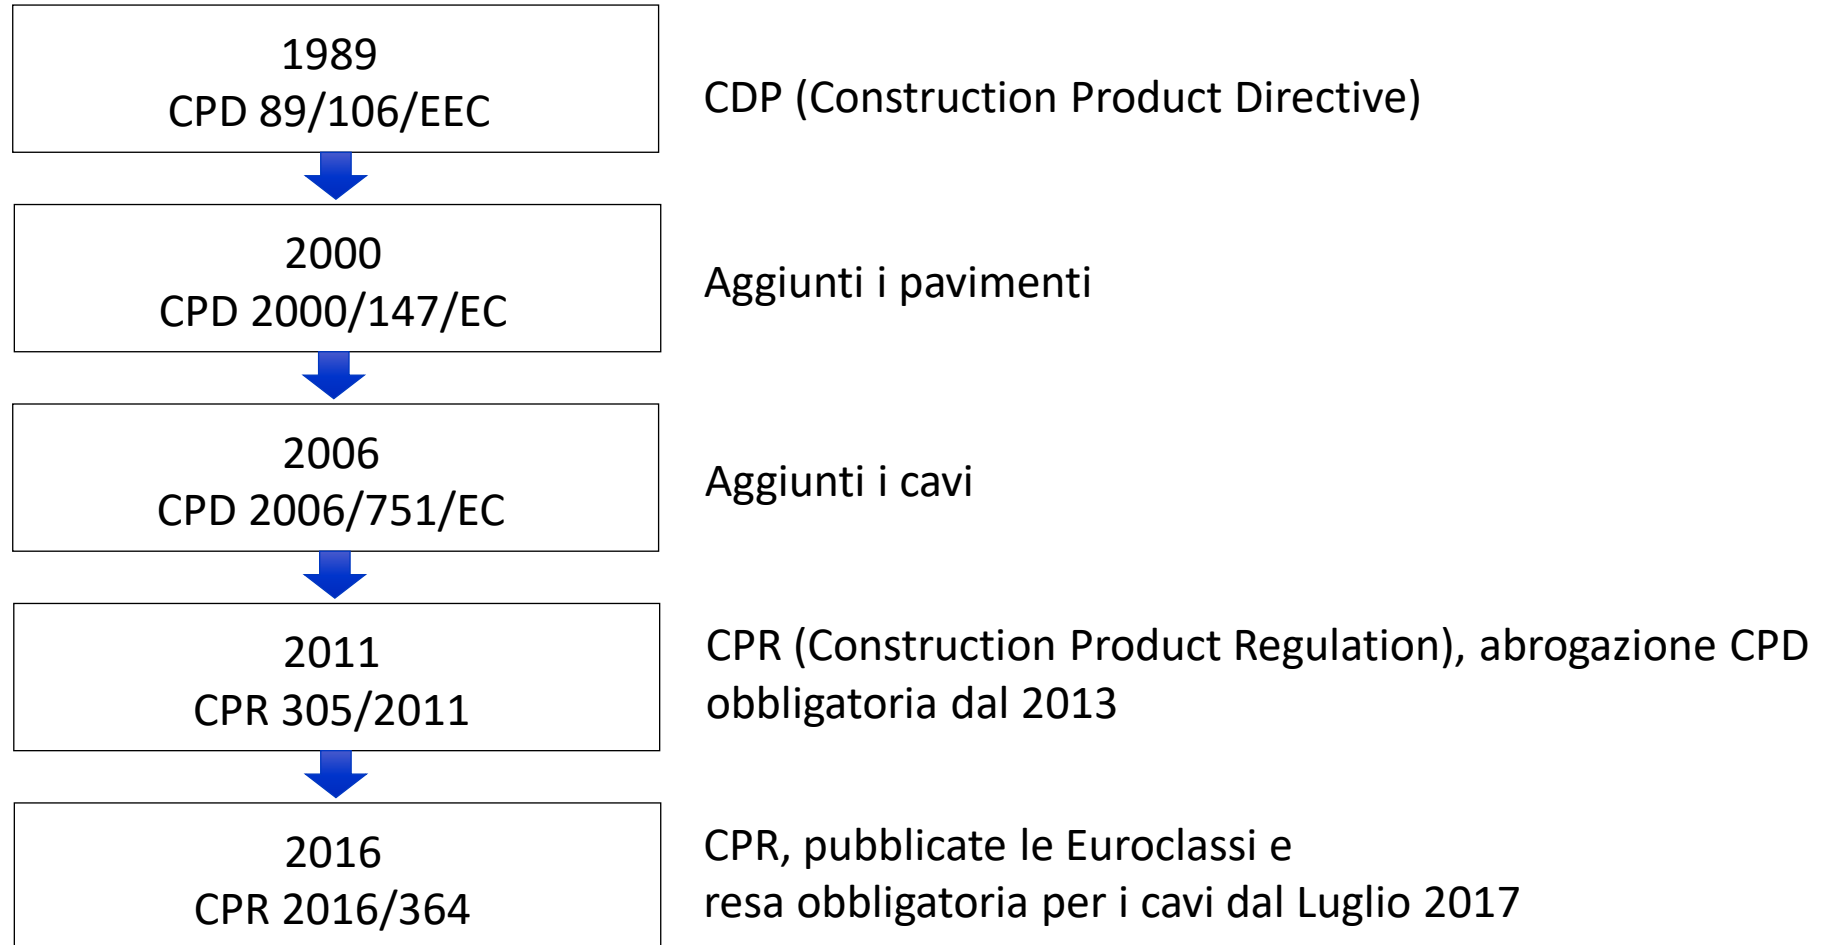 1989
CPD 89/106/EEC
CDP (Construction Product Directive)
2000
CPD 2000/147/EC
Aggiunti i pavimenti
2006
CPD 2006/751/EC
Aggiunti i cavi
2011
CPR 305/2011
CPR (Construction Product Regulation), abrogazione CPD
obbligatoria dal 2013
2016
CPR 2016/364
CPR, pubblicate le Euroclassi e
resa obbligatoria per i cavi dal Luglio 2017